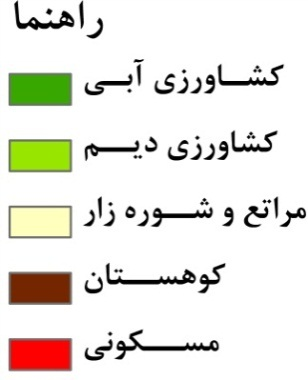 راهنما
کشاورزی آبی
کشاورزی دیم
مراتع و شوره زار
کوهستان
مسکونی